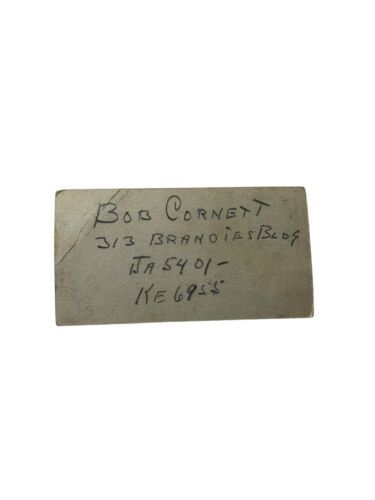 BOB CORNETT
313 BRANDIES BLDG
JA 5401-
KE 6955